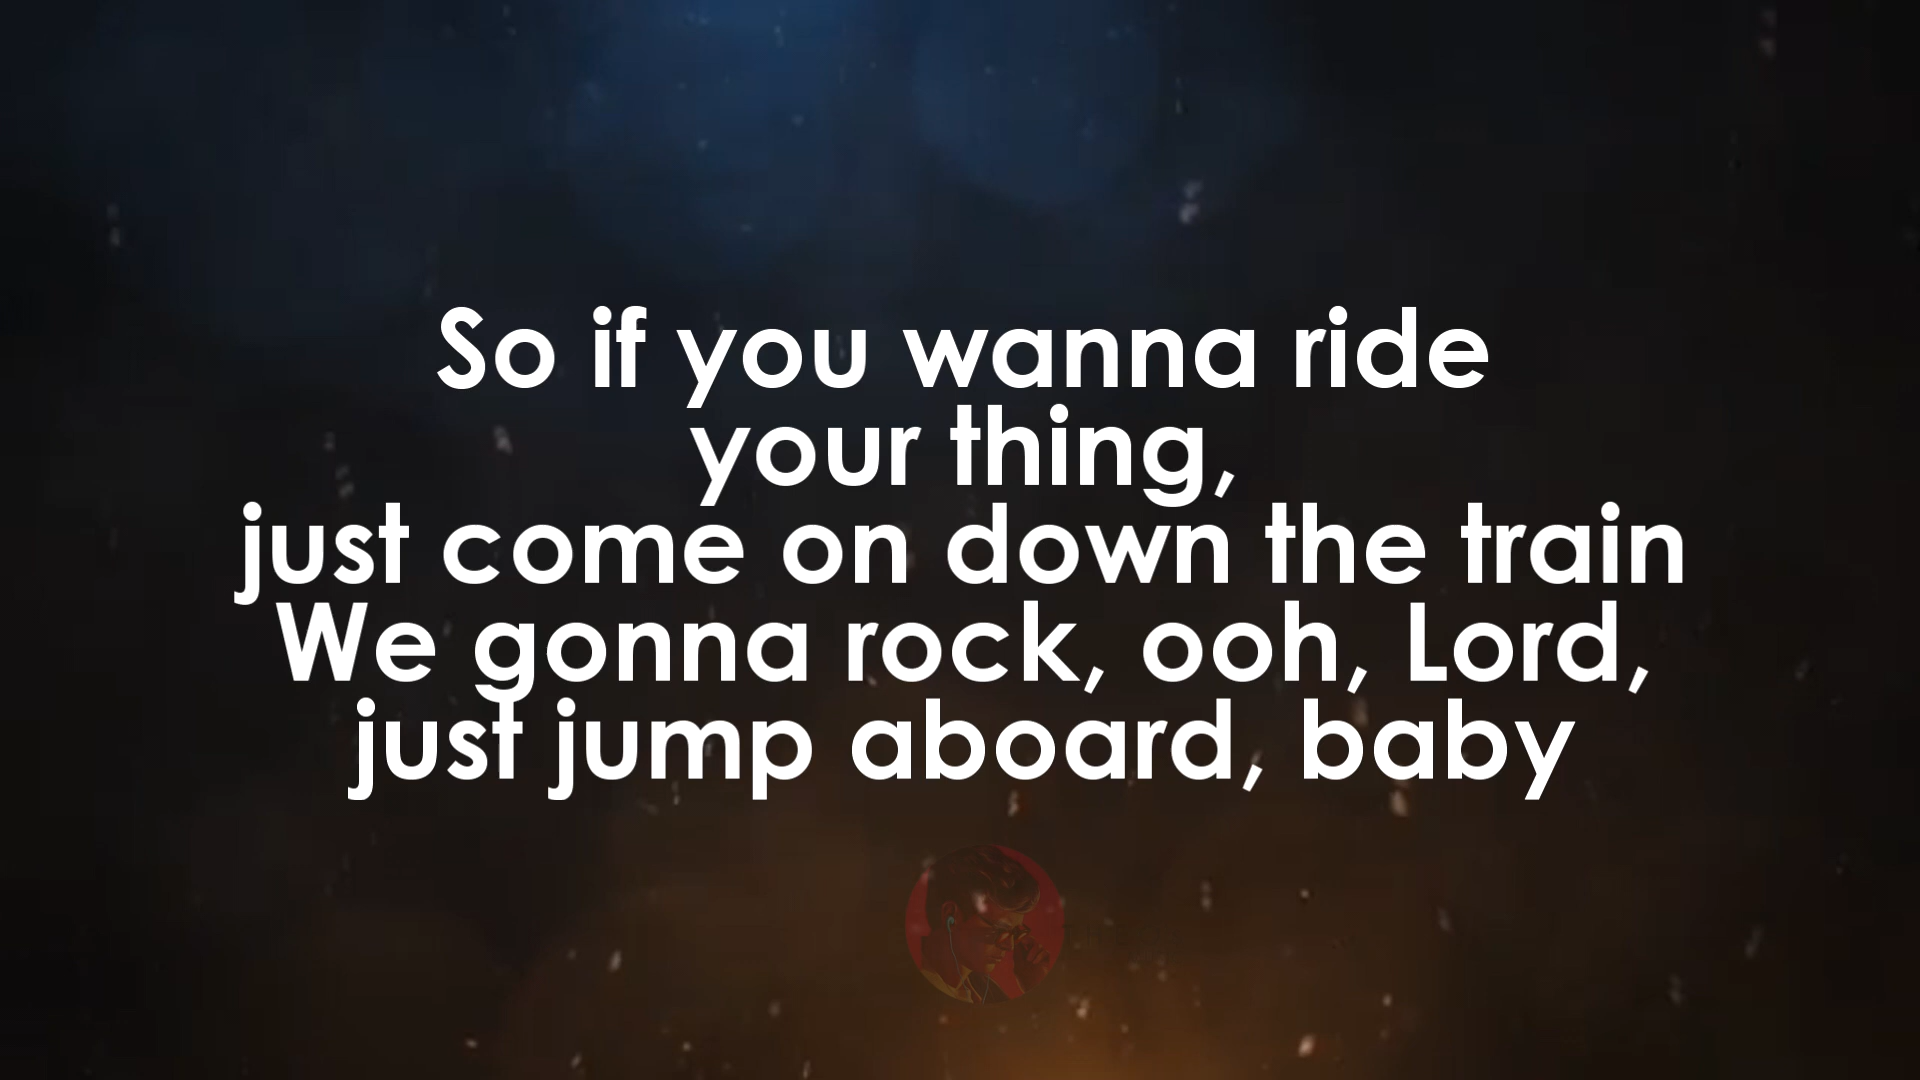 So if you wanna ride
your thing,
just come on down the train
We gonna rock, ooh, Lord,
just jump aboard, baby